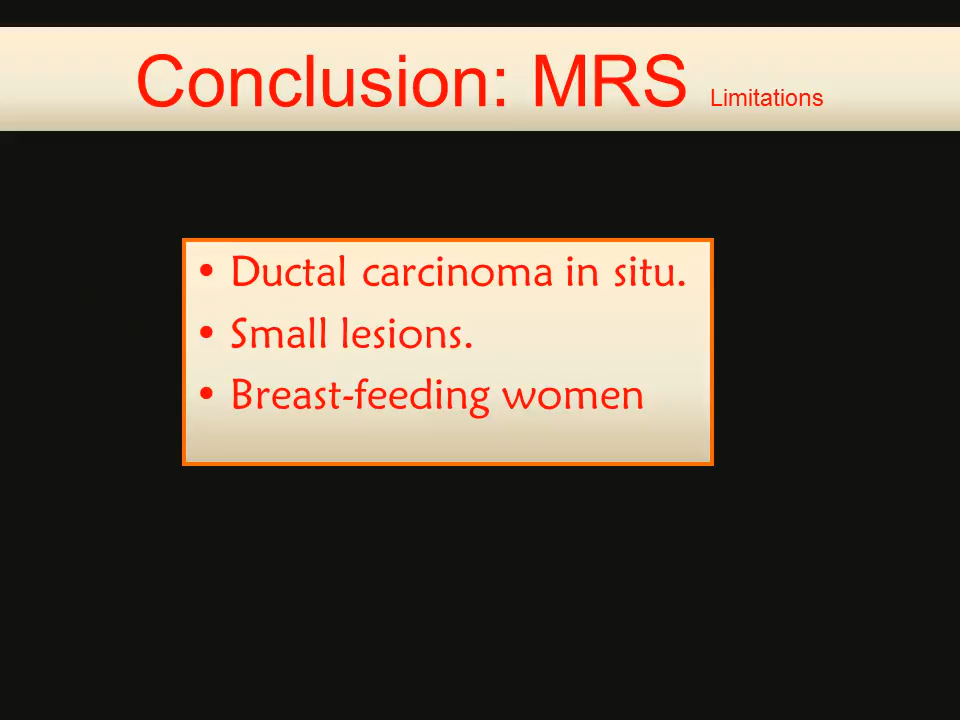 Conclusion: MRS Limitations
• Ductal carcinoma in situ.
• Small lesions.
• Breast-feeding women